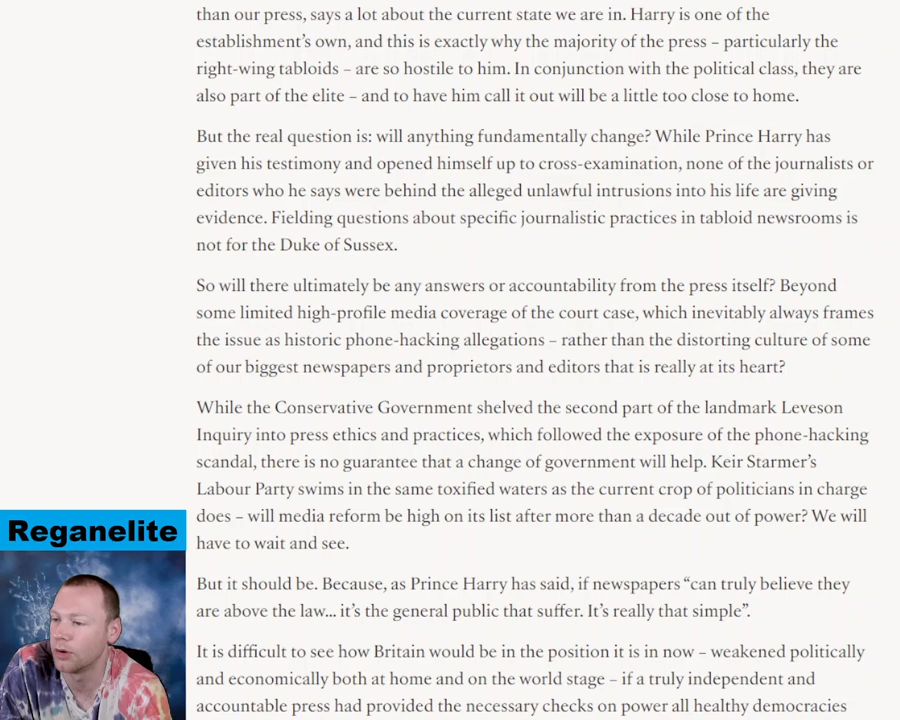 than our press, says a lot about the current state we are in. Harry is one of the
establishment's own, and this is exactly why the majority of the press – particularly the
right-wing tabloids – are so hostile to him. In conjunction with the political class, they are
also part of the elite – and to have him call it out will be a little too close to home.
But the real question is: will anything fundamentally change? While Prince Harry has
given his testimony and opened himself up to cross-examination, none of the journalists or
editors who he says were behind the alleged unlawful intrusions into his life are giving
evidence. Fielding questions about specific journalistic practices in tabloid newsrooms is
not for the Duke of Sussex.
So will there ultimately be any answers or accountability from the press itself? Beyond
some limited high-profile media coverage of the court case, which inevitably always frames
the issue as historic phone-hacking allegations – rather than the distorting culture of some
of our biggest newspapers and proprietors and editors that is really at its heart?
While the Conservative Government shelved the second part of the landmark Leveson
Inquiry into press ethics and practices, which followed the exposure of the phone-hacking
scandal, there is no guarantee that a change of government will help. Keir Starmer's
Labour Party swims in the same toxified waters as the current crop of politicians in charge
does – will media reform be high on its list after more than a decade out of power? We will
have to wait and see.
But it should be. Because, as Prince Harry has said, if newspapers “can truly believe they
are above the law... it's the general public that suffer. It's really that simple”.
It is difficult to see how Britain would be in the position it is in now – weakened politically
and economically both at home and on the world stage – if a truly independent and
accountable press had provided the necessary checks on power all healthy democracies
Reganelite